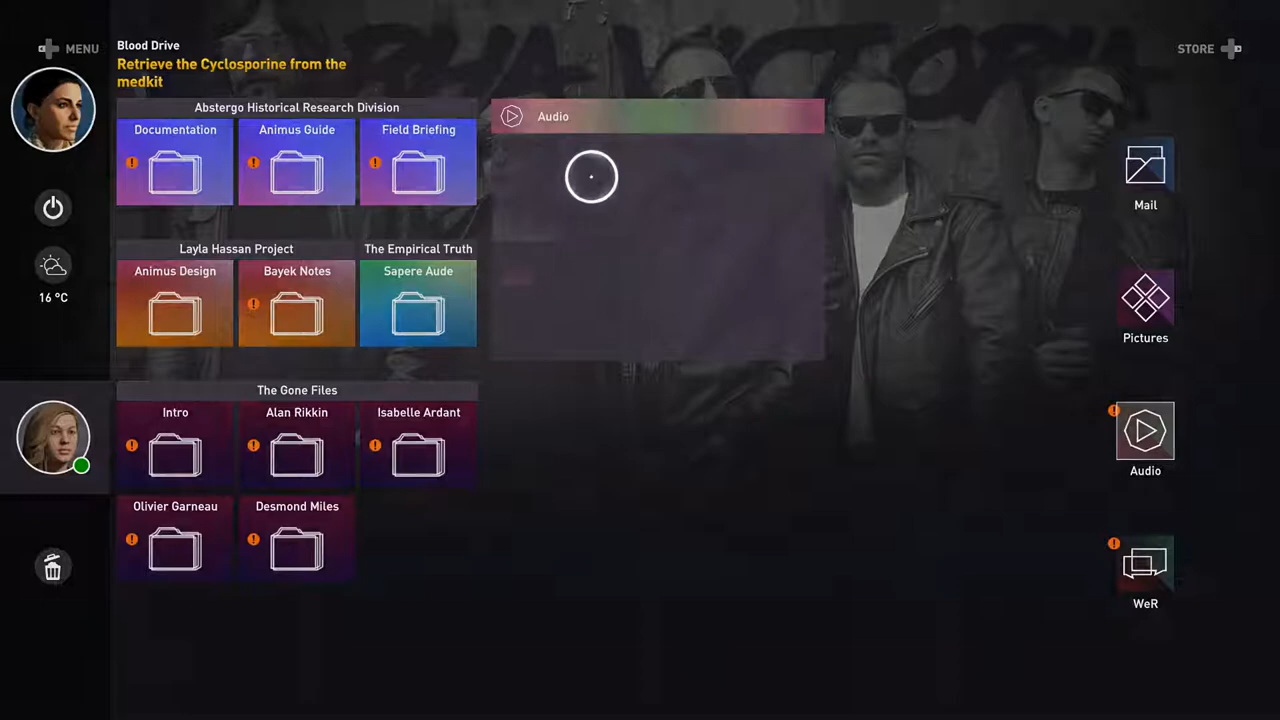 MENU
STORE
Blood Drive
Retrieve the Cyclosporine from the
medkit
Abstergo Historical Research Division
Documentation
Animus Guide
Field Briefing
Layla Hassan Project
The Empirical Truth
Animus Design
Bayek Notes
Sapere Aude
The Gone Files
Intro
Alan Rikkin
Isabelle Ardant
Olivier Garneau
Desmond Miles
Audio
16 °C
Mail
Pictures
Audio
WeR